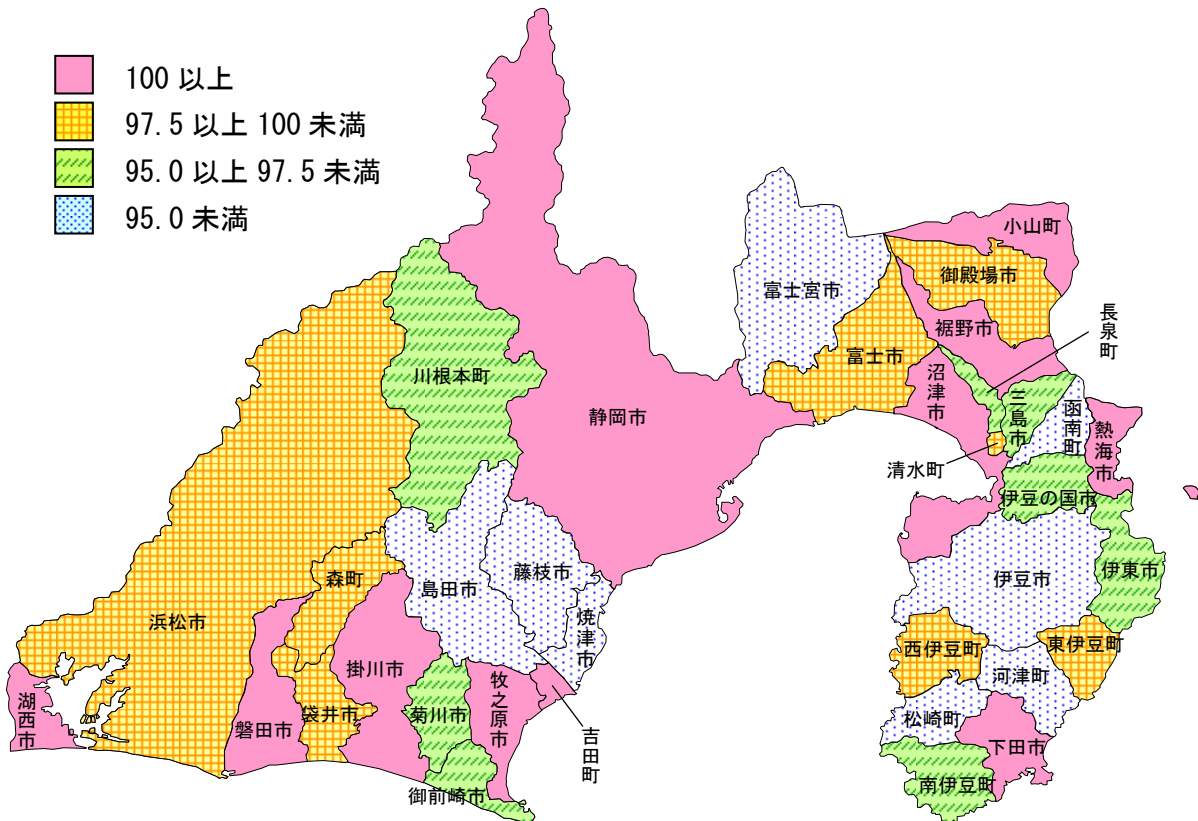 100 以上
97.5 以上 100 未満
95.0 以上 97.5 未満
95.0 未満
小山町
御殿場市
富士宮市
裾野市
長泉町
富士市
川根本町
沼津市
三島市
函南町
静岡市
熱海市
清水町
伊豆の国市
森町
藤枝市
島田市
伊豆市
伊東市
浜松市
焼津市
西伊豆町
東伊豆町
掛川市
牧之原市
河津町
湖西市
磐田市
袋井市
菊川市
松崎町
吉田町
下田市
南伊豆町
御前崎市